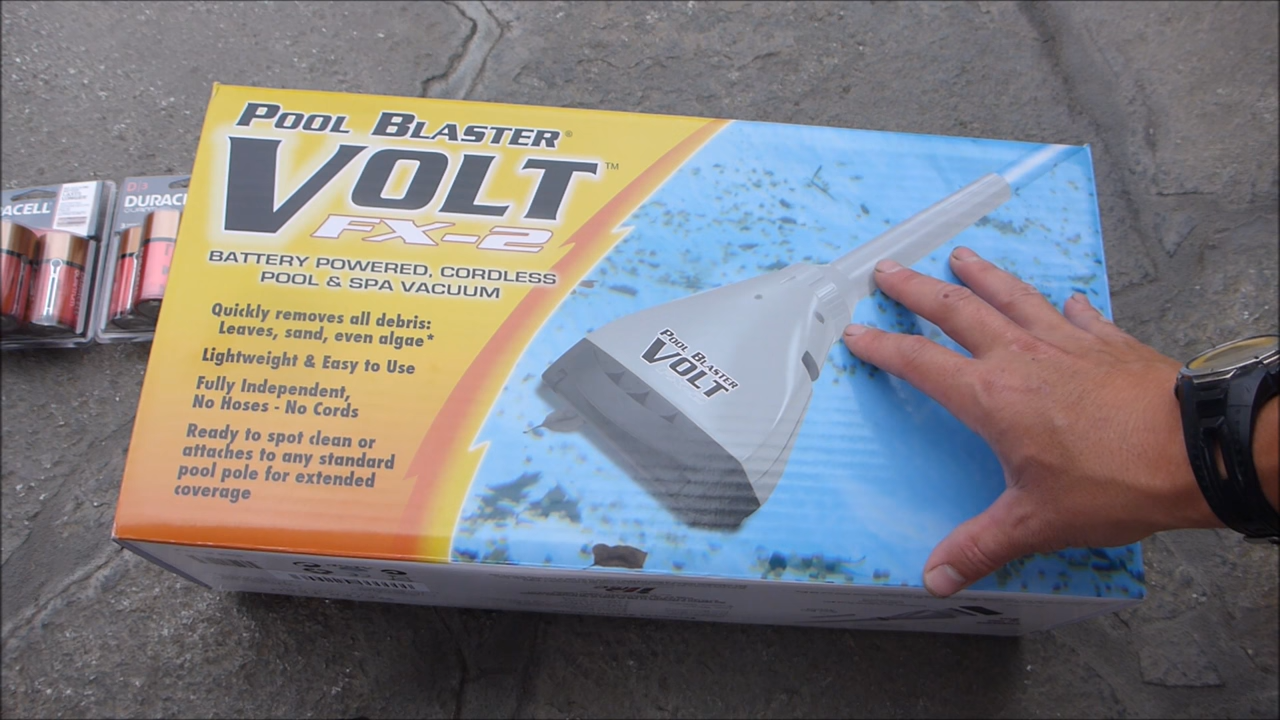 POOL BLASTER®
VOLT™
FX-2
BATTERY POWERED, CORDLESS
POOL & SPA VACUUM
Quickly removes all debris:
Leaves, sand, even algae*
Lightweight & Easy to Use
Fully Independent,
No Hoses - No Cords
Ready to spot clean or
attaches to any standard
pool pole for extended
coverage
POOL BLASTER
VOLT
ACELL
DURAC